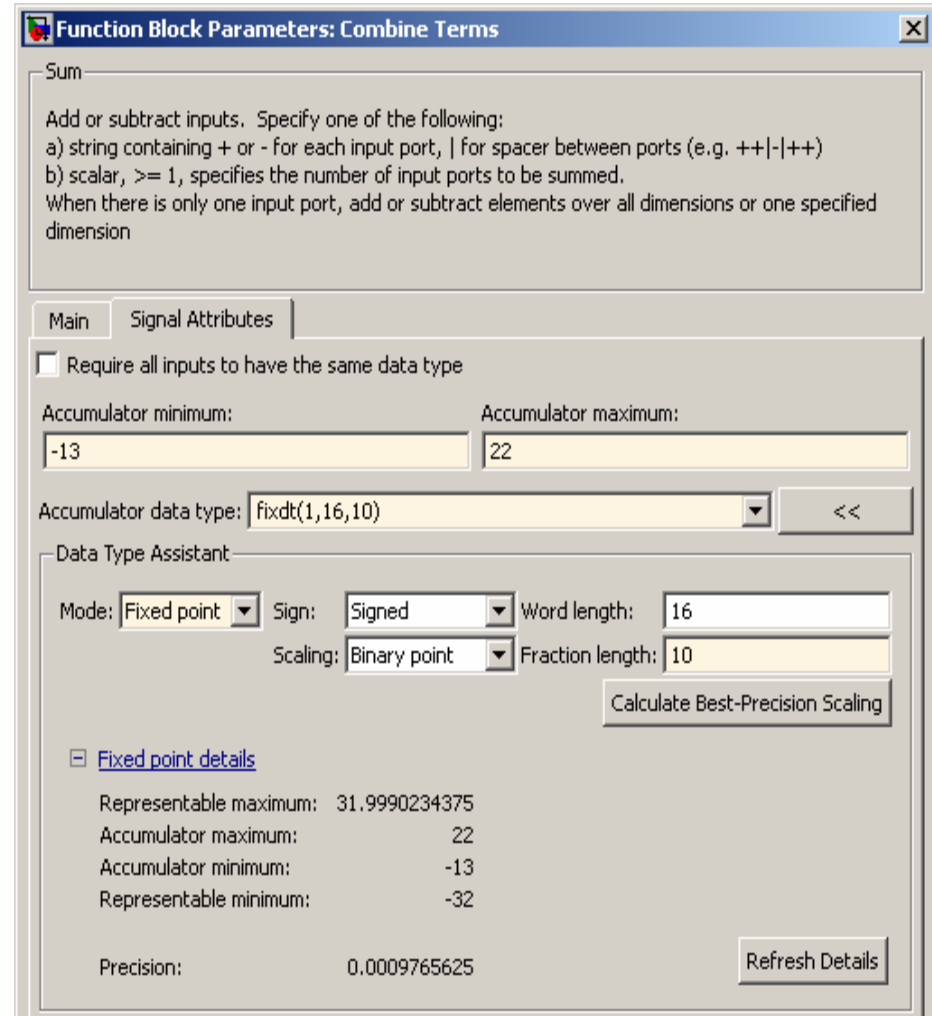 Function Block Parameters: Combine Terms
Sum
Add or subtract inputs.  Specify one of the following:
a) string containing + or - for each input port, | for spacer between ports (e.g. ++|-|++)
b) scalar, >= 1, specifies the number of input ports to be summed.
When there is only one input port, add or subtract elements over all dimensions or one specified
dimension
Main Signal Attributes
Require all inputs to have the same data type
Accumulator minimum: Accumulator maximum:
-13 22
Accumulator data type: fixdt(1,16,10) <<
Data Type Assistant
Mode: Fixed point Sign: Signed Word length: 16
Scaling: Binary point Fraction length: 10
Calculate Best-Precision Scaling
Fixed point details
Representable maximum: 31.9990234375
Accumulator maximum: 22
Accumulator minimum: -13
Representable minimum: -32
Precision: 0.0009765625 Refresh Details